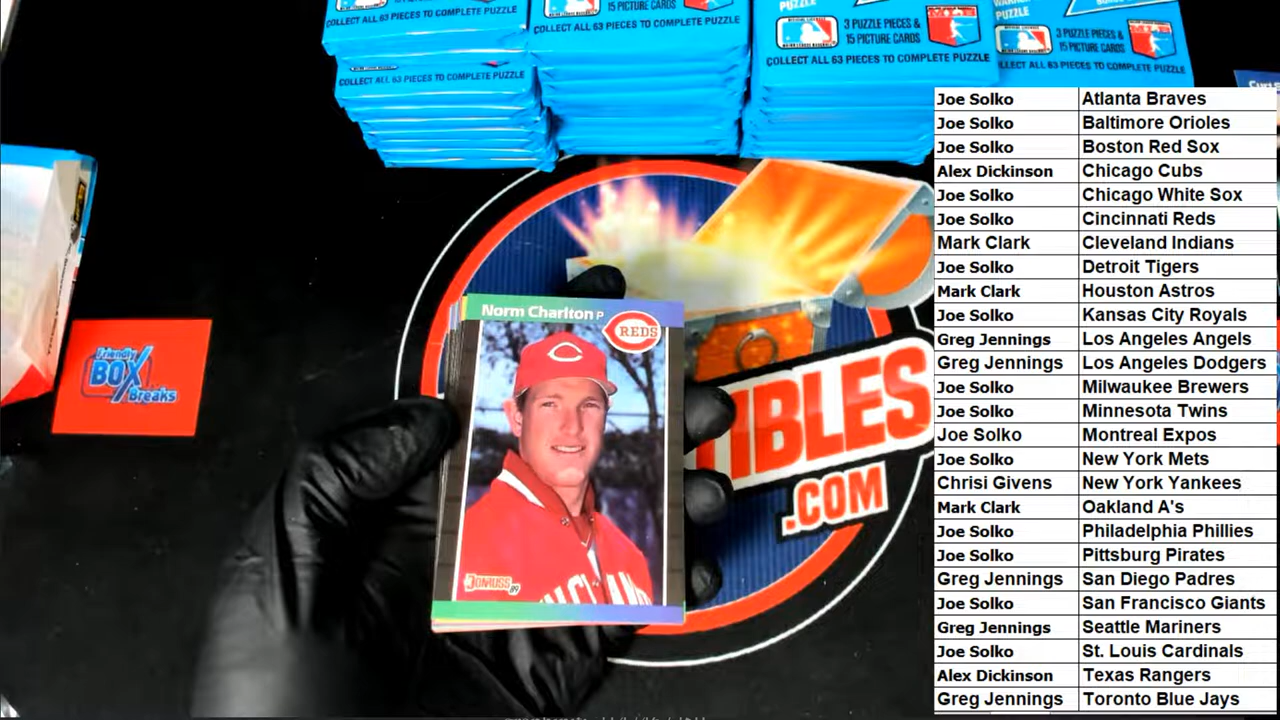 COLLECT ALL 63 PIECES TO COMPLETE PUZZLE
15 PICTURE CARDS
3 PUZZLE PIECES &
15 PICTURE CARDS
PUZZLE
3 PUZZLE PIECES &
15 PICTURE CARDS
COLLECT ALL 63 PIECES TO COMPLETE PUZZLE
COLLECT ALL 63 PIECES TO COMPLETE PUZZLE
COLLECT ALL 63 PIECES TO COMPLETE PUZZLE
COLLECT ALL 63 PIECES TO COMPLETE PUZZLE
Norm Charlton P
REDS
DONRUSS 89
Friendly
BOX
Breaks
IBLES
.COM
Joe Solko Atlanta Braves
Joe Solko Baltimore Orioles
Joe Solko Boston Red Sox
Alex Dickinson Chicago Cubs
Joe Solko Chicago White Sox
Joe Solko Cincinnati Reds
Mark Clark Cleveland Indians
Joe Solko Detroit Tigers
Mark Clark Houston Astros
Joe Solko Kansas City Royals
Greg Jennings Los Angeles Angels
Greg Jennings Los Angeles Dodgers
Joe Solko Milwaukee Brewers
Joe Solko Minnesota Twins
Joe Solko Montreal Expos
Joe Solko New York Mets
Chrisi Givens New York Yankees
Mark Clark Oakland A's
Joe Solko Philadelphia Phillies
Joe Solko Pittsburg Pirates
Greg Jennings San Diego Padres
Joe Solko San Francisco Giants
Greg Jennings Seattle Mariners
Joe Solko St. Louis Cardinals
Alex Dickinson Texas Rangers
Greg Jennings Toronto Blue Jays